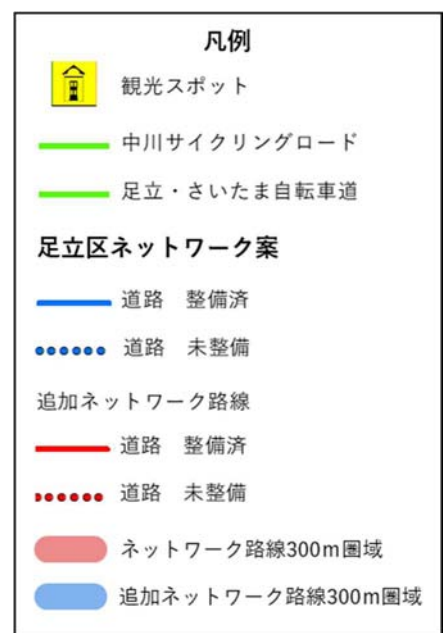 凡例
観光スポット
中川サイクリングロード
足立・さいたま自転車道
足立区ネットワーク案
道路　整備済
道路　未整備
追加ネットワーク路線
道路　整備済
道路　未整備
ネットワーク路線300m圏域
追加ネットワーク路線300m圏域